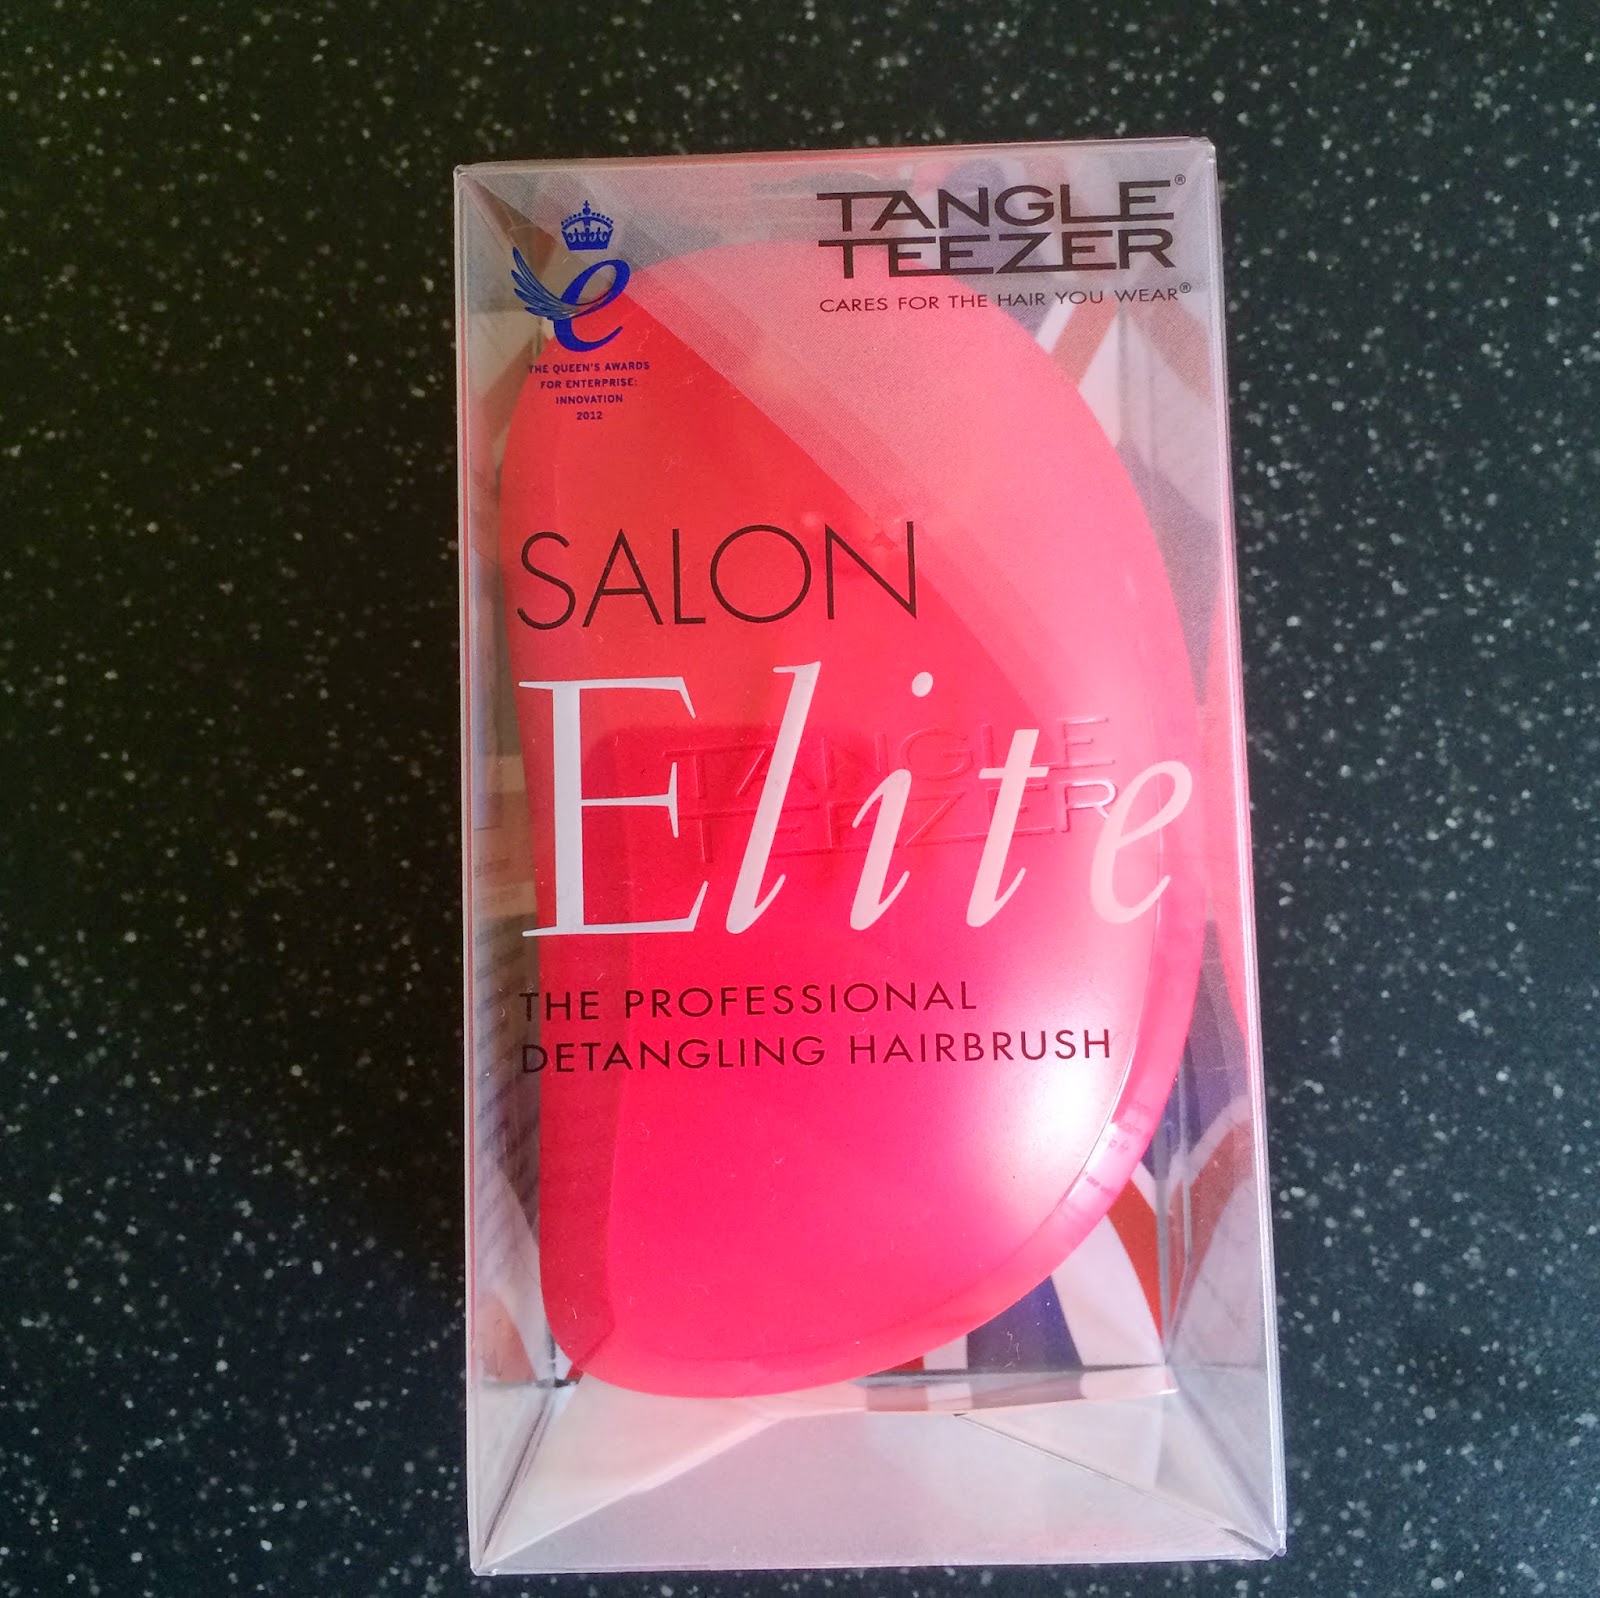 TANGLE®
TEEZER
CARES FOR THE HAIR YOU WEAR®
e
THE QUEEN'S AWARDS
FOR ENTERPRISE:
INNOVATION
2012
SALON
Elite
TANGLE
TEEZER
THE PROFESSIONAL
DETANGLING HAIRBRUSH